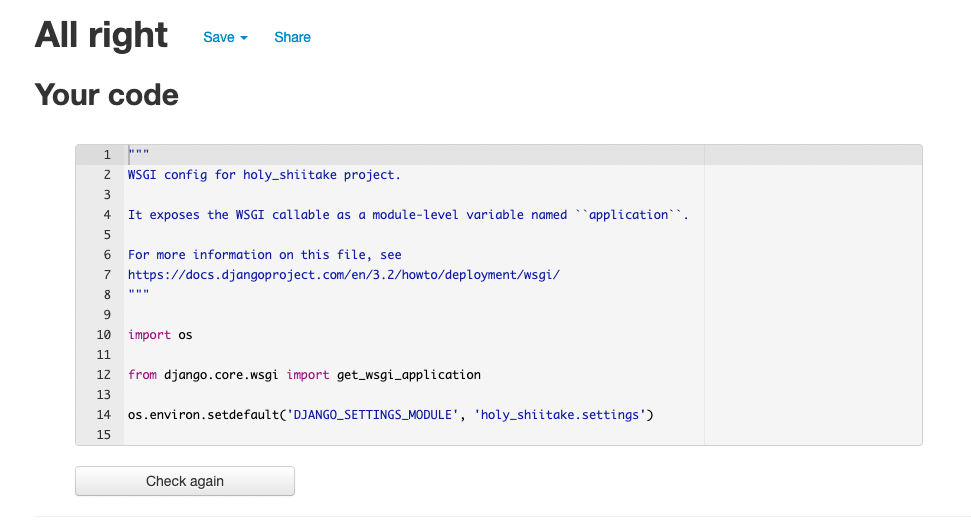 All right Save Share
Your code
1 """
2 WSGI config for holy_shiitake project.
3
4 It exposes the WSGI callable as a module-level variable named ``application``.
5
6 For more information on this file, see
7 https://docs.djangoproject.com/en/3.2/howto/deployment/wsgi/
8 """
9
10 import os
11
12 from django.core.wsgi import get_wsgi_application
13
14 os.environ.setdefault('DJANGO_SETTINGS_MODULE', 'holy_shiitake.settings')
15
Check again